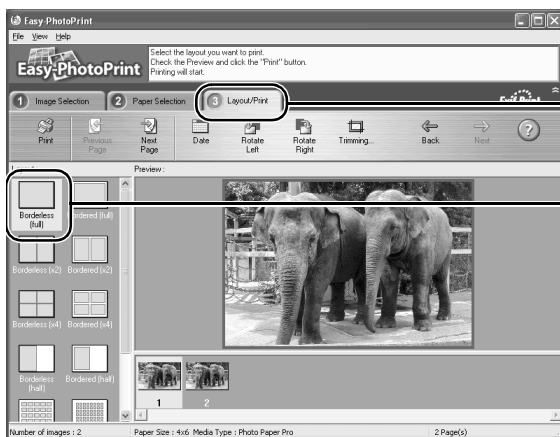 Easy-PhotoPrint
File View Help
Easy-PhotoPrint
Select the layout you want to print.
Check the Preview and click the "Print" button.
Printing will start.
1 Image Selection
2 Paper Selection
3 Layout/Print
Print
Previous Page
Next Page
Date
Rotate Left
Rotate Right
Trimming...
Back
Next
?
Preview :
Borderless (full)
Bordered (full)
Borderless (x2)
Bordered (x2)
Borderless (x4)
Bordered (x4)
Borderless (half)
Bordered (half)
1
2
Number of images : 2
Paper Size : 4x6 Media Type : Photo Paper Pro
2 Page(s)